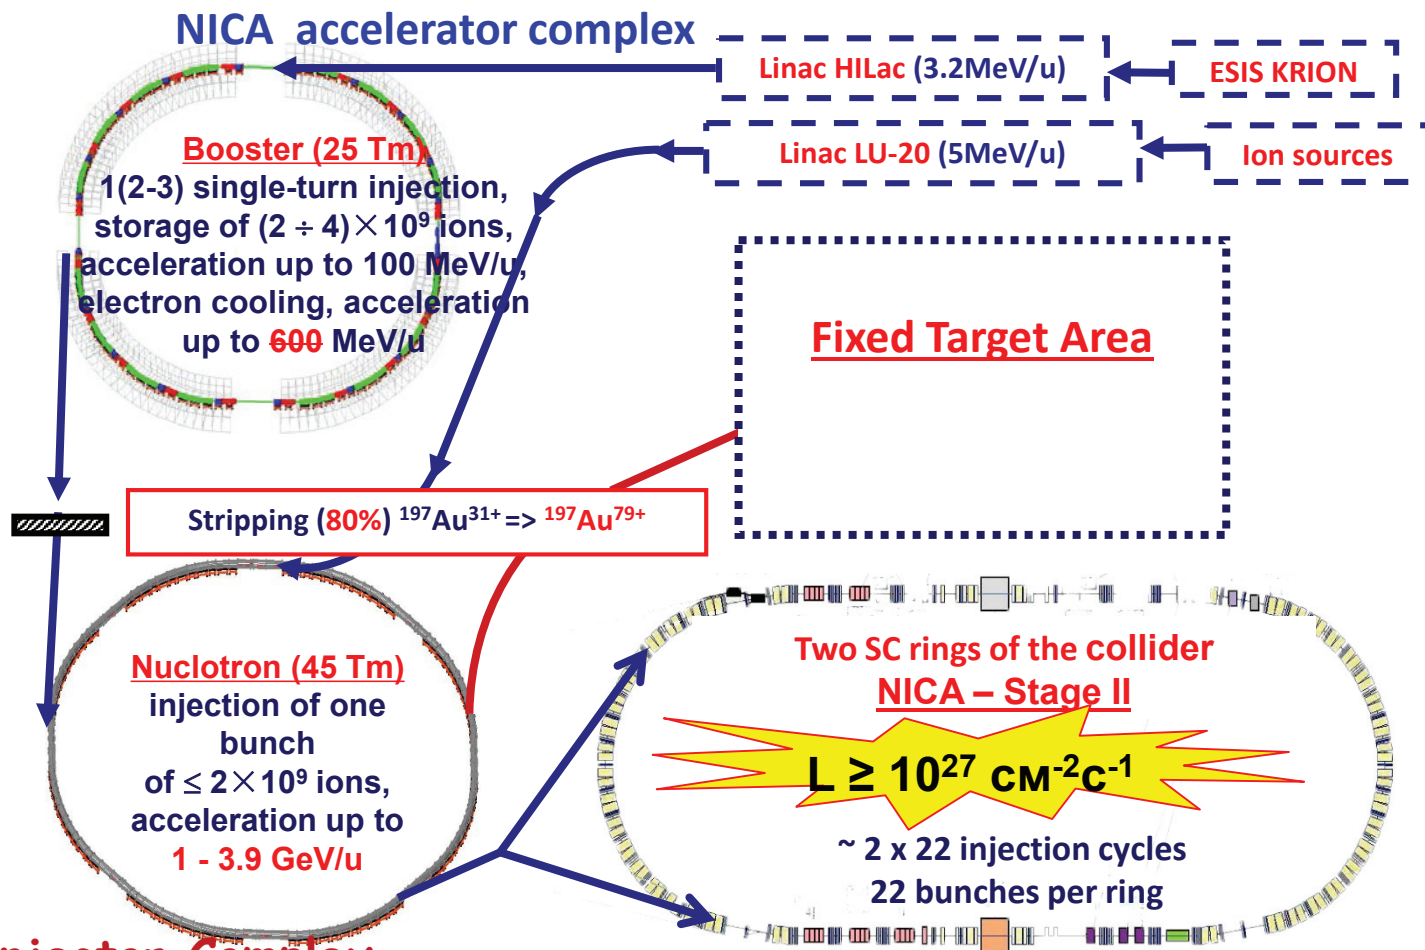 NICA accelerator complex
Linac HILac (3.2MeV/u)
ESIS KRION
Linac LU-20 (5MeV/u)
Ion sources
Booster (25 Tm)
1(2-3) single-turn injection,
storage of (2 ÷ 4)×10⁹ ions,
acceleration up to 100 MeV/u,
electron cooling, acceleration
up to 600 MeV/u
Fixed Target Area
Stripping (80%) ¹⁹⁷Au³¹⁺ => ¹⁹⁷Au⁷⁹⁺
Nuclotron (45 Tm)
injection of one
bunch
of ≤ 2×10⁹ ions,
acceleration up to
1 - 3.9 GeV/u
Two SC rings of the collider
NICA – Stage II
L ≥ 10²⁷ см⁻²с⁻¹
~ 2 x 22 injection cycles
22 bunches per ring